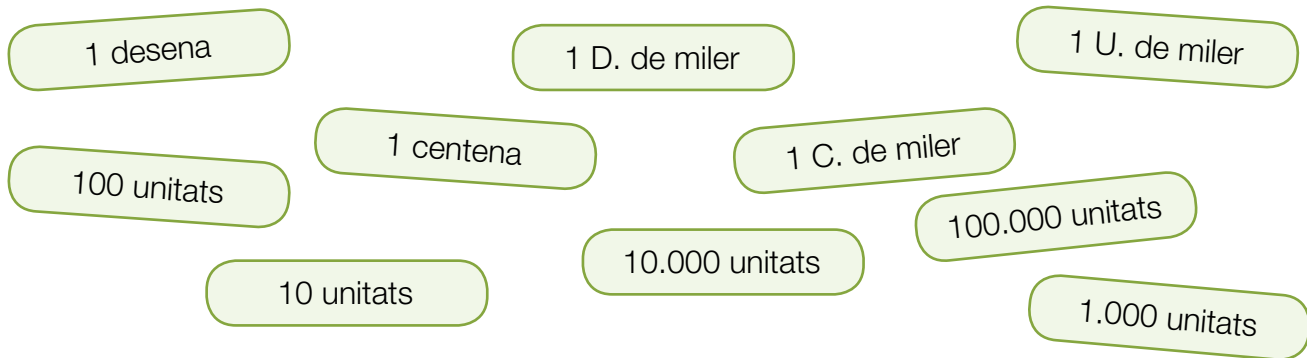 1 desena
1 D. de miler
1 U. de miler
1 centena
1 C. de miler
100 unitats
100.000 unitats
10.000 unitats
10 unitats
1.000 unitats